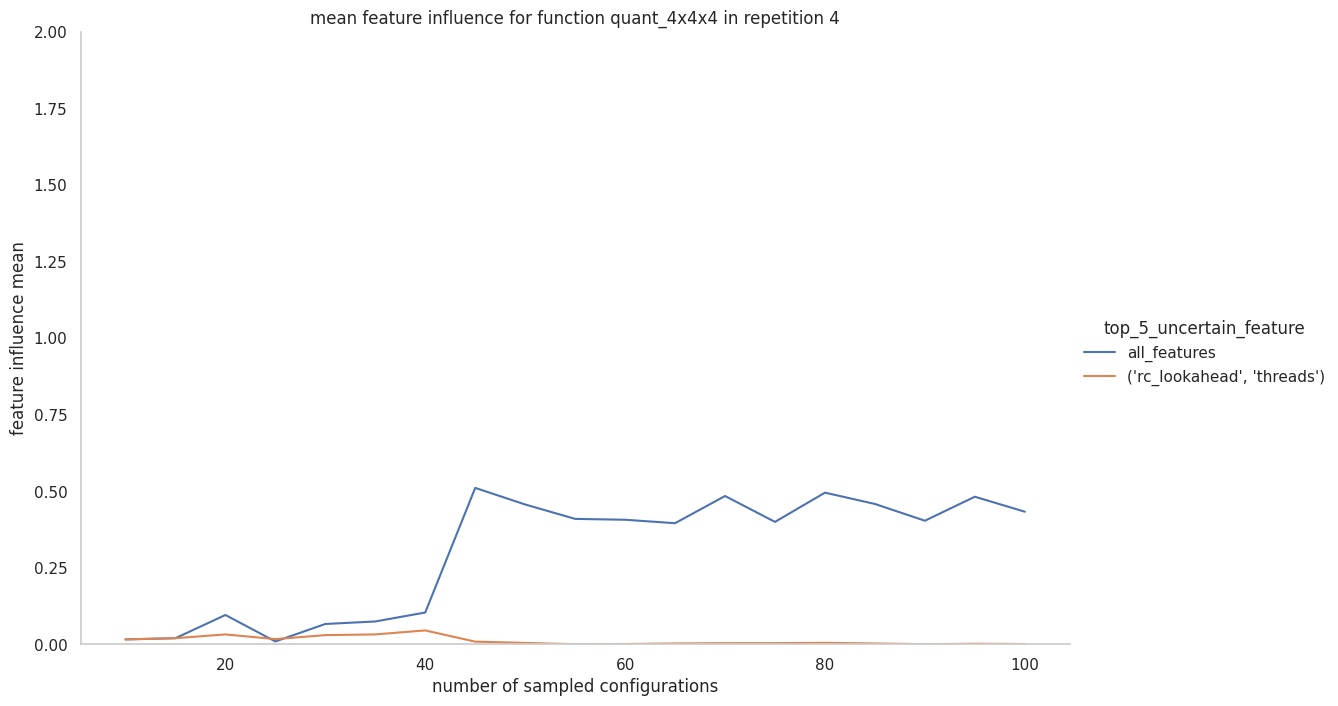 mean feature influence for function quant_4x4x4 in repetition 4
2.00
1.75
1.50
1.25
1.00
0.75
0.50
0.25
0.00
feature influence mean
20
40
60
80
100
number of sampled configurations
top_5_uncertain_feature
all_features
('rc_lookahead', 'threads')